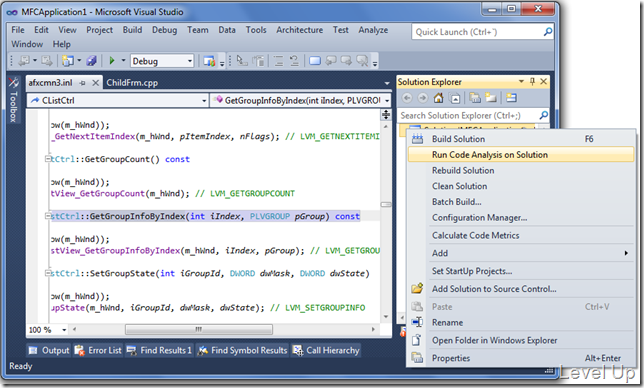 MFCApplication1 - Microsoft Visual Studio
File Edit View Project Build Debug Team Tools Test Architecture Analyze
Window Help
Quick Launch (Ctrl+`)
Debug
Toolbox
afxcmn3.inl ChildFrm.cpp
CListCtrl GetGroupInfoByIndex(int iIndex, PLVGROUP
ow(m_hWnd));
_GetNextItemIndex(m_hWnd, pItemIndex, nFlags); // LVM_GETNEXTITEMI
stCtrl::GetGroupCount() const
ow(m_hWnd));
stView_GetGroupCount(m_hWnd); // LVM_GETGROUPCOUNT
stCtrl::GetGroupInfoByIndex(int iIndex, PLVGROUP pGroup) const
ow(m_hWnd));
stView_GetGroupInfoByIndex(m_hWnd, iIndex, pGroup); // LVM_GETGROU
stCtrl::SetGroupState(int iGroupId, DWORD dwMask, DWORD dwState)
ow(m_hWnd));
upState(m_hWnd, iGroupId, dwMask, dwState); // LVM_SETGROUPINFO
100 %
Solution Explorer
Search Solution Explorer (Ctrl+;)
Build Solution F6
Run Code Analysis on Solution
Rebuild Solution
Clean Solution
Batch Build...
Configuration Manager...
Calculate Code Metrics
Add
Set StartUp Projects...
Add Solution to Source Control...
Paste Ctrl+V
Rename
Open Folder in Windows Explorer
Properties Alt+Enter
Output Error List Find Results 1 Find Symbol Results Call Hierarchy
Ready
Level Up